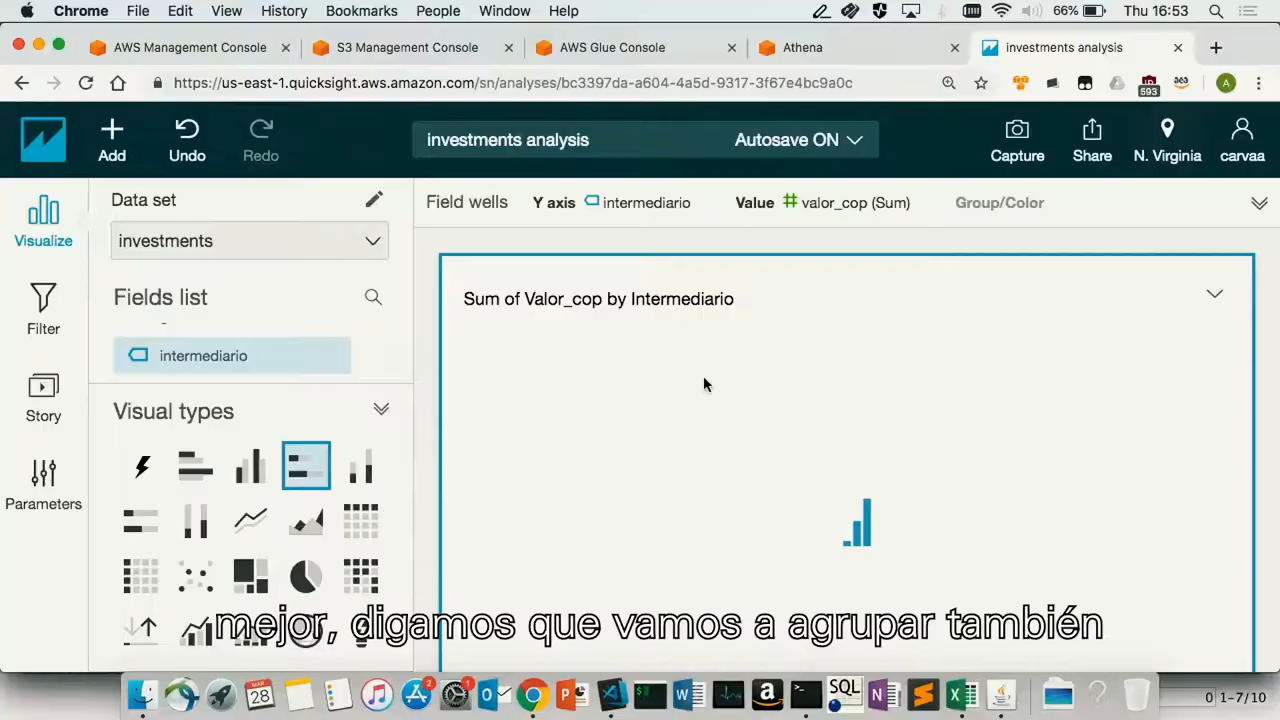 Chrome File Edit View History Bookmarks People Window Help 66% Thu 16:53
AWS Management Console S3 Management Console AWS Glue Console Athena investments analysis
https://us-east-1.quicksight.aws.amazon.com/sn/analyses/bc3397da-a604-4a5d-9317-3f67e4bc9a0c 593 A
Add Undo Redo investments analysis Autosave ON Capture Share N. Virginia carvaa
Visualize
Filter
Story
Parameters
Data set
investments
Fields list
intermediario
Visual types
Field wells Y axis intermediario Value valor_cop (Sum) Group/Color
Sum of Valor_cop by Intermediario
mejor, digamos que vamos a agrupar también
MAR 28 2 1 SQL 0 1-7/10